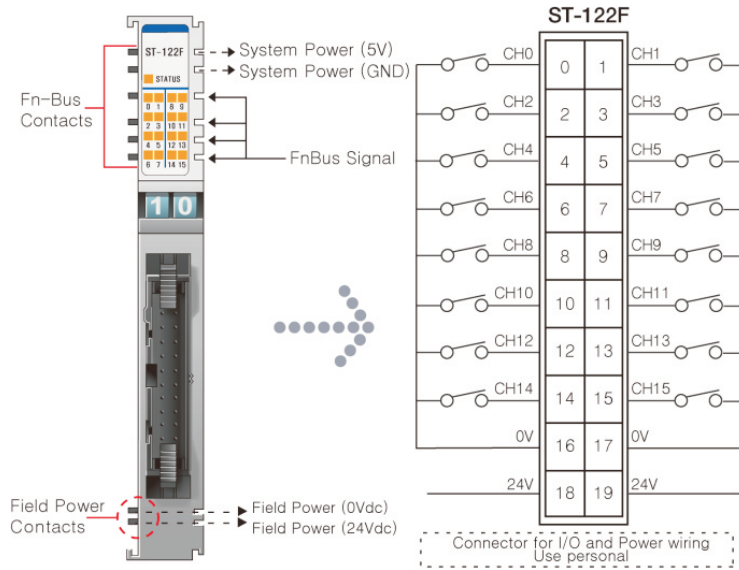 ST-122F
ST-122F
System Power (5V)
System Power (GND)
STATUS
0 1 8 9
2 3 10 11
4 5 12 13
6 7 14 15
Fn-Bus
Contacts
FnBus Signal
10
Field Power
Contacts
Field Power (0Vdc)
Field Power (24Vdc)
CH0 0 1 CH1
CH2 2 3 CH3
CH4 4 5 CH5
CH6 6 7 CH7
CH8 8 9 CH9
CH10 10 11 CH11
CH12 12 13 CH13
CH14 14 15 CH15
0V 16 17 0V
24V 18 19 24V
Connector for I/O and Power wiring
Use personal